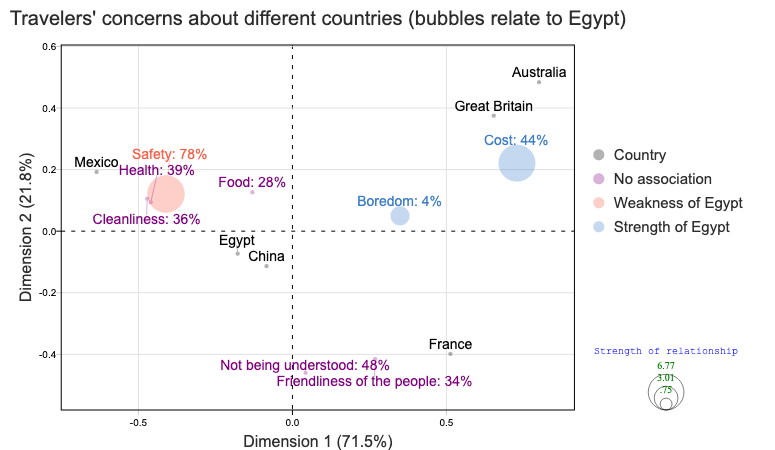 Travelers' concerns about different countries (bubbles relate to Egypt)
0.6
Australia
0.4
Great Britain
Cost: 44%
Safety: 78%
Mexico
Health: 39%
0.2
Food: 28%
Boredom: 4%
Cleanliness: 36%
0.0
Egypt
China
-0.2
France
-0.4
Not being understood: 48%
Friendliness of the people: 34%
-0.5
0.0
0.5
Dimension 1 (71.5%)
Dimension 2 (21.8%)
Country
No association
Weakness of Egypt
Strength of Egypt
Strength of relationship
6.77
3.01
.75